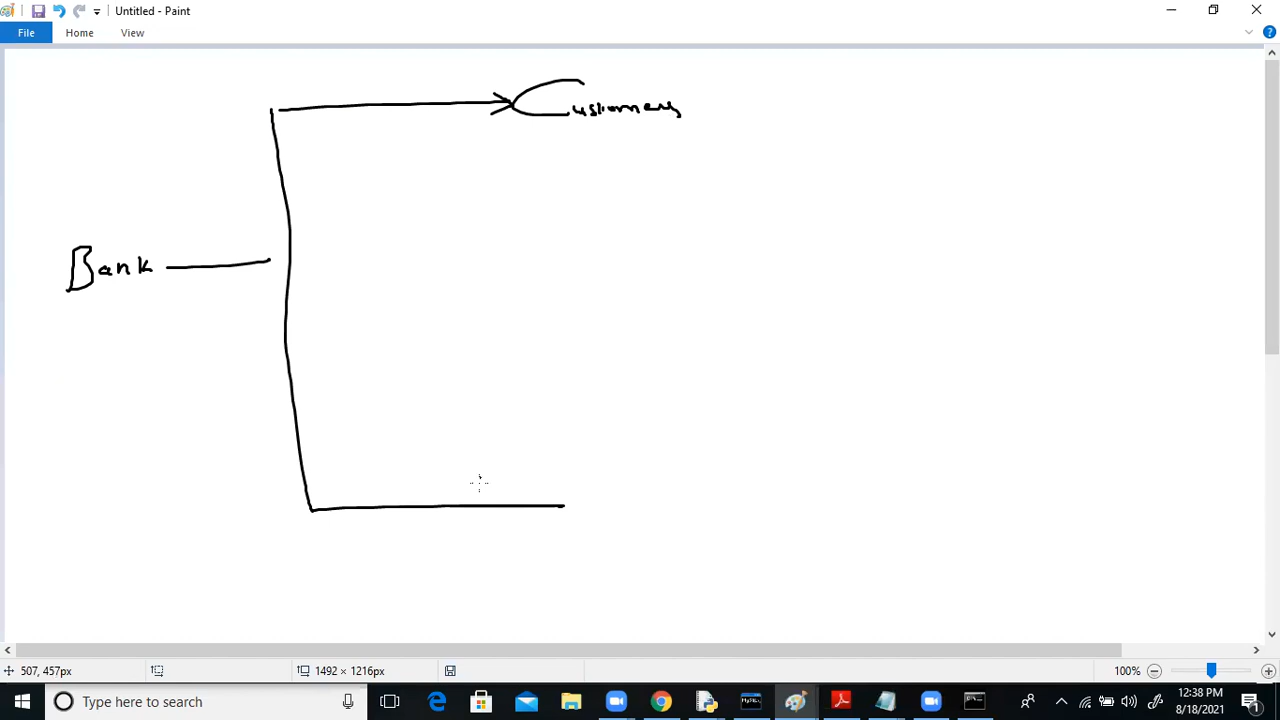 Untitled - Paint
File Home View
Customers
Bank
507, 457px
1492 × 1216px
100%
Type here to search
12:38 PM
8/18/2021